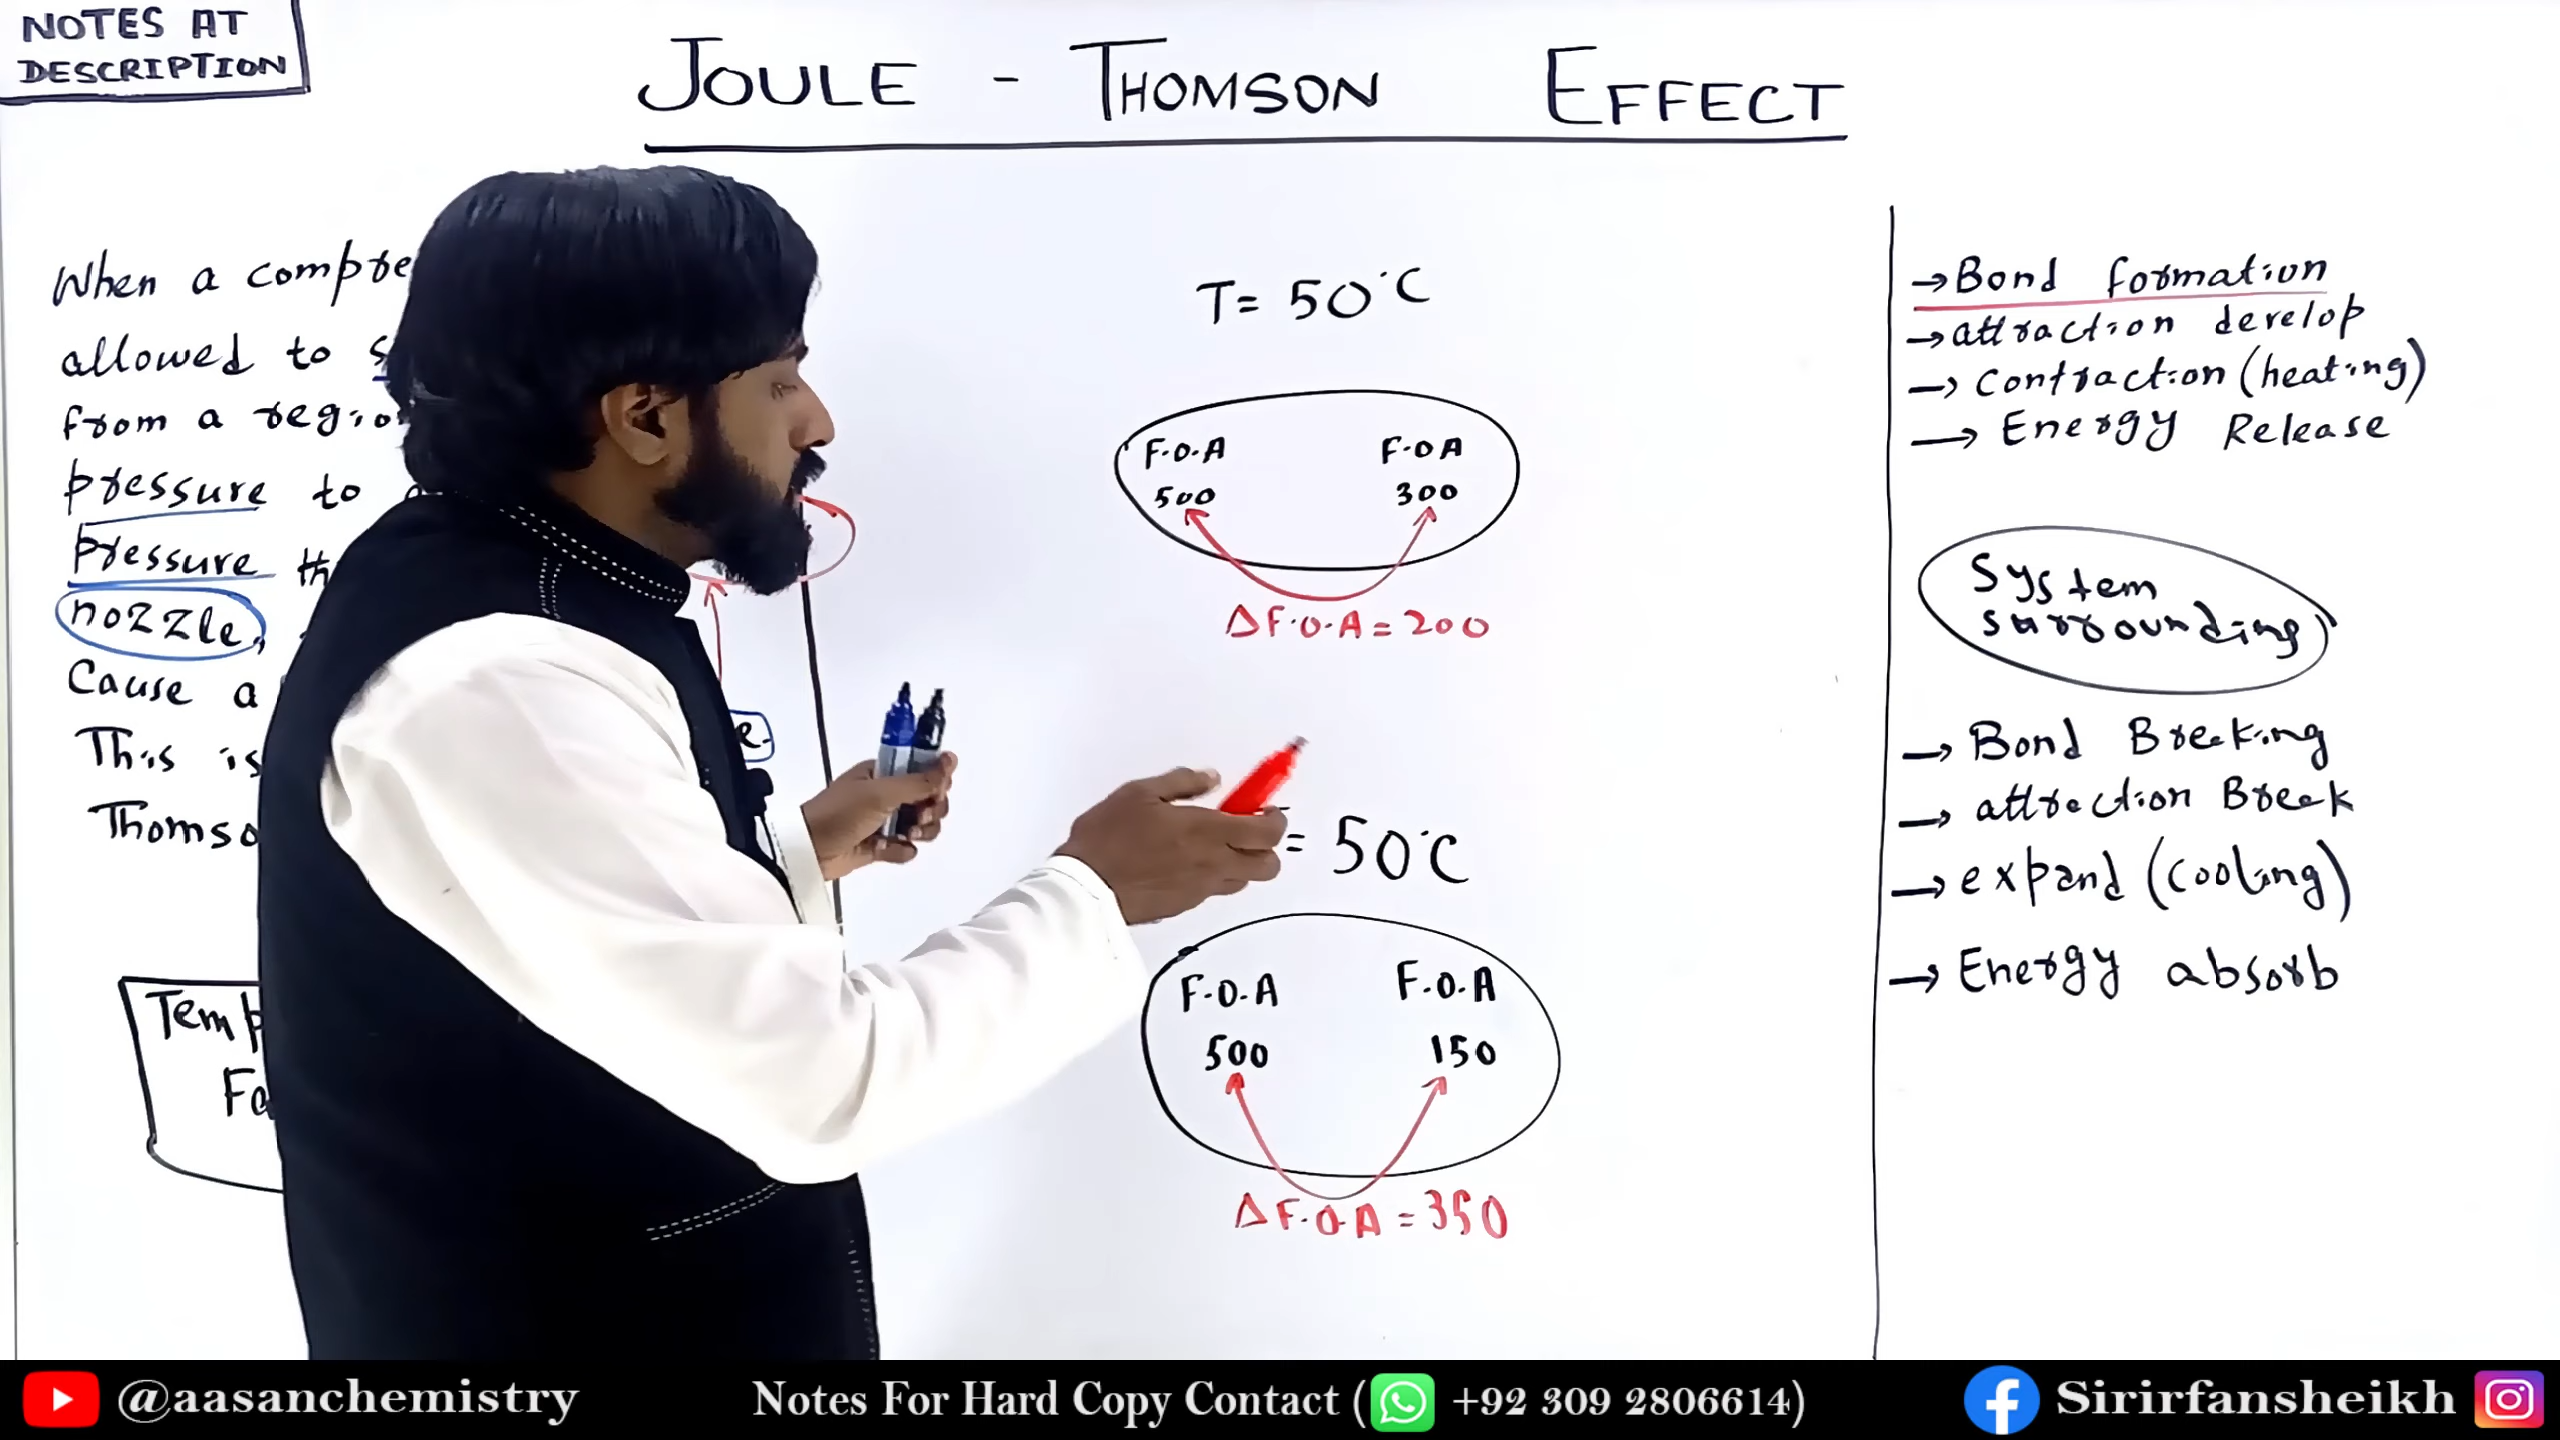 NOTES AT
DESCRIPTION
JOULE - THOMSON EFFECT
When a compre
allowed to s
from a regio
pressure to
pressure th
nozzle,
Cause a
This is
Thomso
Temp
Fa
e.
T = 50°C
F.O.A F.O.A
500 300
ΔF.O.A = 200
= 50°C
F.O.A F.O.A
500 150
ΔF.O.A = 350
→ Bond formation
→ attraction develop
→ Contraction (heating)
→ Energy Release
System
surrounding
→ Bond Breaking
→ attraction Break
→ expand (cooling)
→ Energy absorb
@aasanchemistry Notes For Hard Copy Contact ( +92 309 2806614) Sirirfansheikh